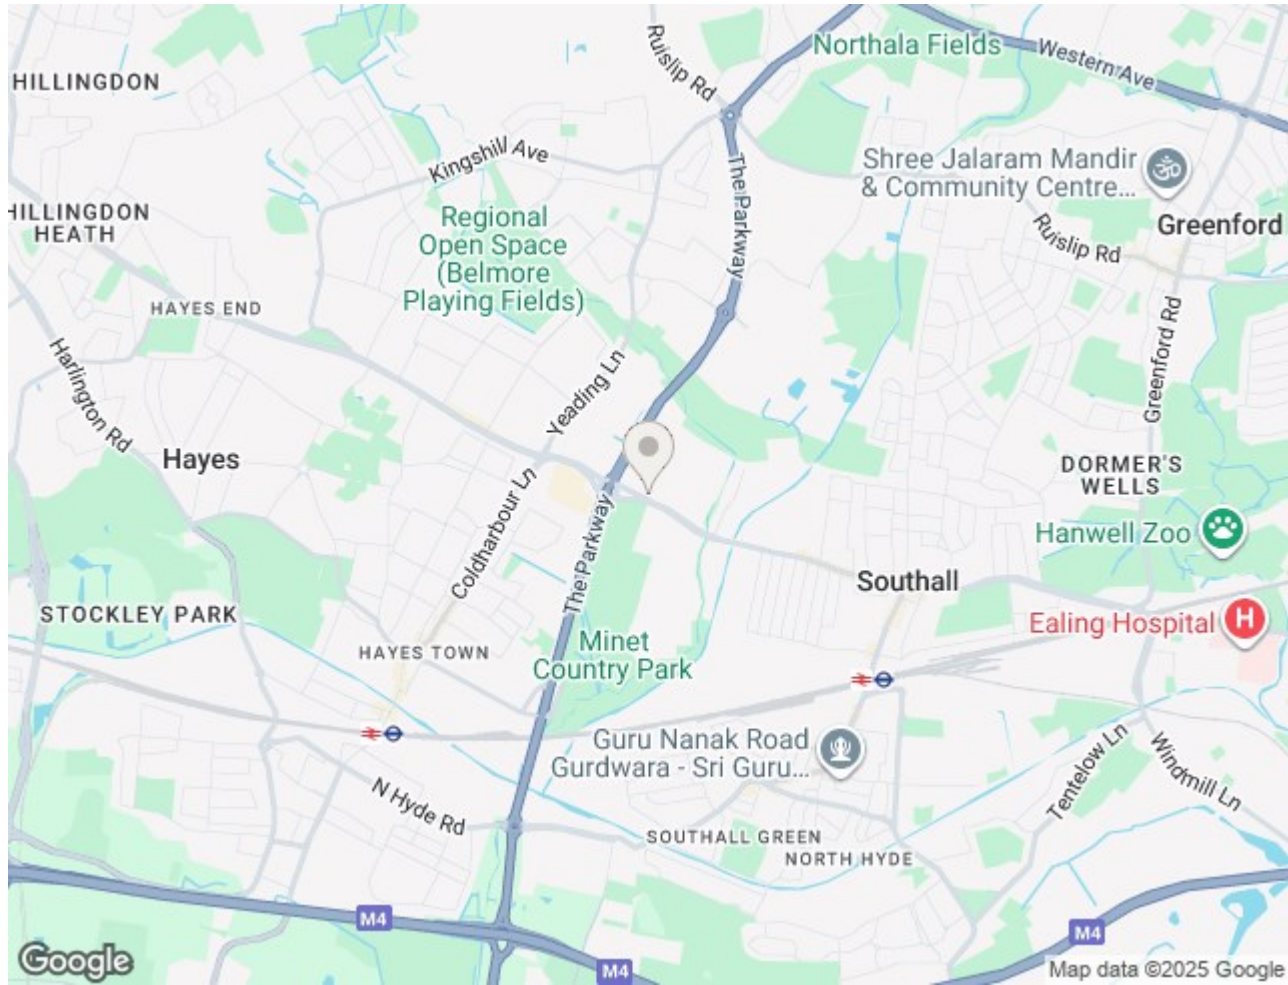 Northala Fields
Western Ave
Ruislip Rd
HILLINGDON
Kingshill Ave
The Parkway
Shree Jalaram Mandir
& Community Centre...
HILLINGDON
HEATH
Regional
Open Space
(Belmore
Playing Fields)
Ruislip Rd
Greenford
HAYES END
Harlington Rd
Yeading Ln
Greenford Rd
Hayes
DORMER'S
WELLS
Coldharbour Ln
The Parkway
Hanwell Zoo
Southall
STOCKLEY PARK
Ealing Hospital
H
HAYES TOWN
Minet
Country Park
Guru Nanak Road
Gurdwara - Sri Guru...
Tentelow Ln
Windmill Ln
N Hyde Rd
SOUTHALL GREEN
NORTH HYDE
M4
M4
M4
Google
Map data ©2025 Google